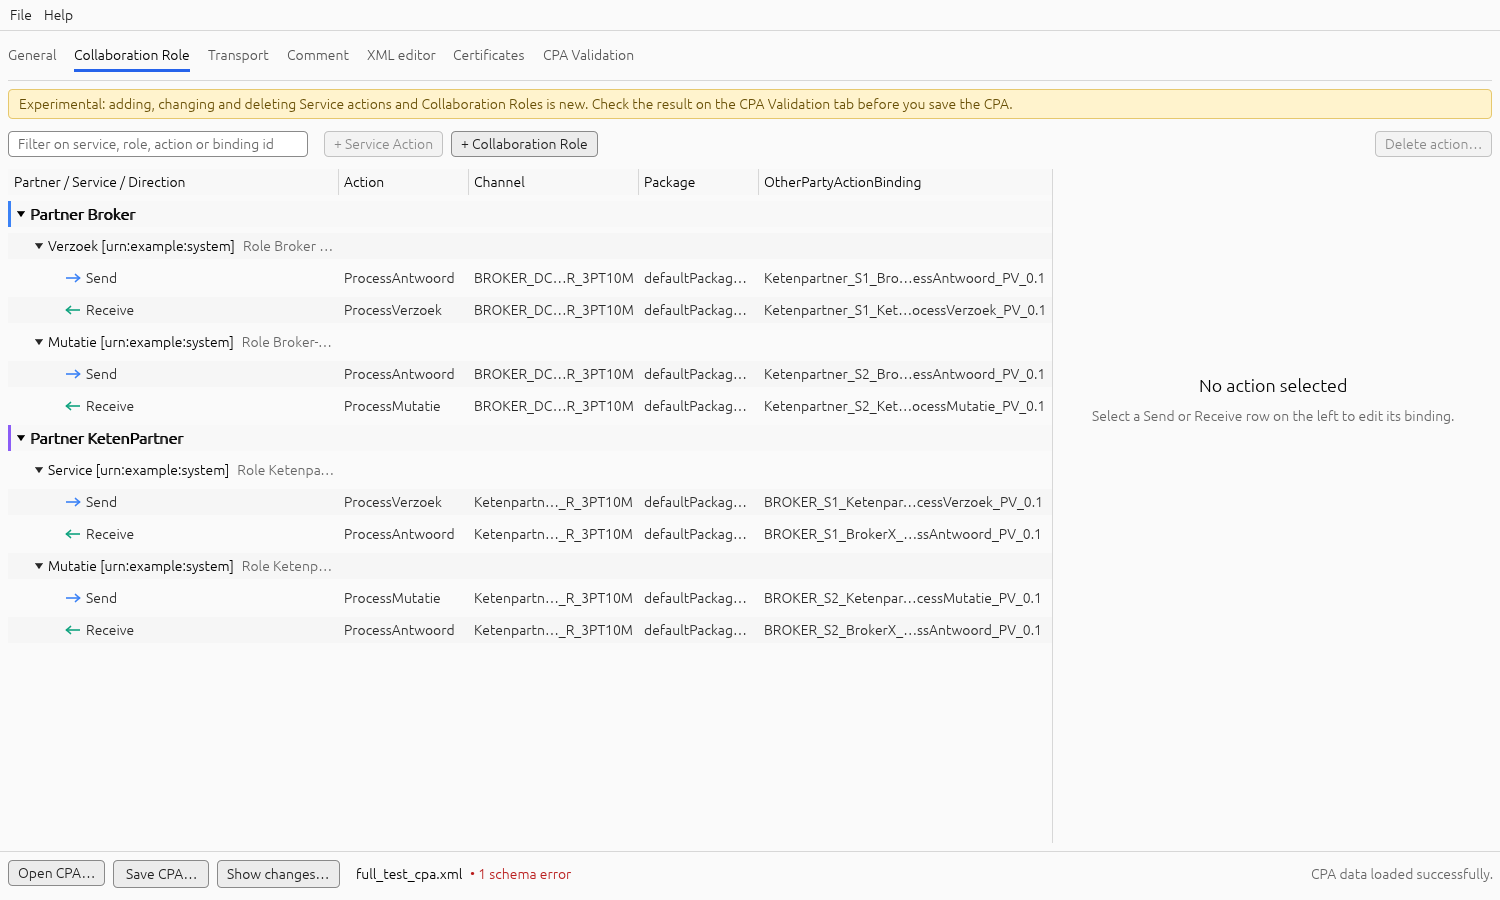 File Help
General Collaboration Role Transport Comment XML editor Certificates CPA Validation
Experimental: adding, changing and deleting Service actions and Collaboration Roles is new. Check the result on the CPA Validation tab before you save the CPA.
Filter on service, role, action or binding id + Service Action + Collaboration Role Delete action...
Partner / Service / Direction Action Channel Package OtherPartyActionBinding
Partner Broker
Verzoek [urn:example:system] Role Broker ...
Send ProcessAntwoord BROKER_DC...R_3PT10M defaultPackag... Ketenpartner_S1_Bro...essAntwoord_PV_0.1
Receive ProcessVerzoek BROKER_DC...R_3PT10M defaultPackag... Ketenpartner_S1_Ket...ocessVerzoek_PV_0.1
Mutatie [urn:example:system] Role Broker-...
Send ProcessAntwoord BROKER_DC...R_3PT10M defaultPackag... Ketenpartner_S2_Bro...essAntwoord_PV_0.1
Receive ProcessMutatie BROKER_DC...R_3PT10M defaultPackag... Ketenpartner_S2_Ket...ocessMutatie_PV_0.1
Partner KetenPartner
Service [urn:example:system] Role Ketenpa...
Send ProcessVerzoek Ketenpartn..._R_3PT10M defaultPackag... BROKER_S1_Ketenpar...cessVerzoek_PV_0.1
Receive ProcessAntwoord Ketenpartn..._R_3PT10M defaultPackag... BROKER_S1_BrokerX_...ssAntwoord_PV_0.1
Mutatie [urn:example:system] Role Ketenp...
Send ProcessMutatie Ketenpartn..._R_3PT10M defaultPackag... BROKER_S2_Ketenpar...cessMutatie_PV_0.1
Receive ProcessAntwoord Ketenpartn..._R_3PT10M defaultPackag... BROKER_S2_BrokerX_...ssAntwoord_PV_0.1
No action selected
Select a Send or Receive row on the left to edit its binding.
Open CPA... Save CPA... Show changes... full_test_cpa.xml • 1 schema error CPA data loaded successfully.